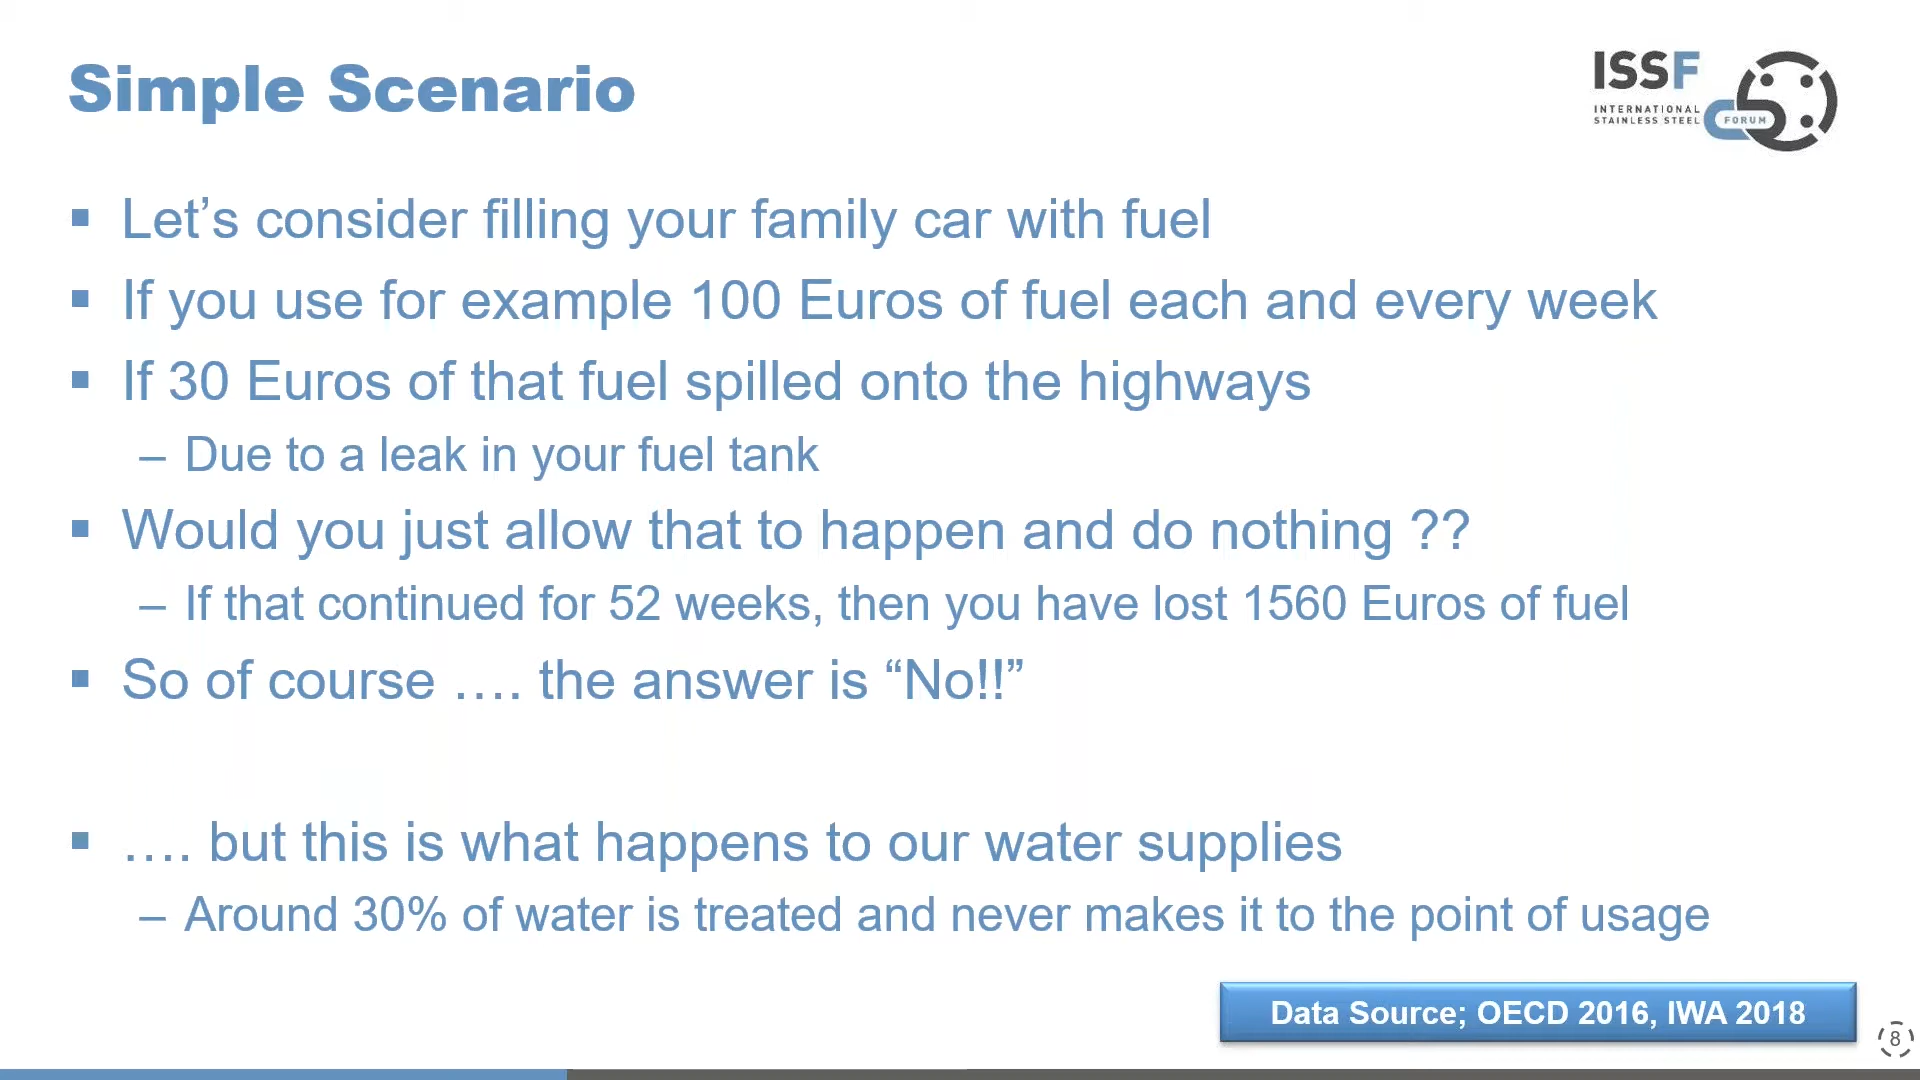 Simple Scenario
ISSF
INTERNATIONAL
STAINLESS STEEL
FORUM
▪ Let’s consider filling your family car with fuel
▪ If you use for example 100 Euros of fuel each and every week
▪ If 30 Euros of that fuel spilled onto the highways
– Due to a leak in your fuel tank
▪ Would you just allow that to happen and do nothing ??
– If that continued for 52 weeks, then you have lost 1560 Euros of fuel
▪ So of course …. the answer is “No!!”
▪ …. but this is what happens to our water supplies
– Around 30% of water is treated and never makes it to the point of usage
Data Source; OECD 2016, IWA 2018
8